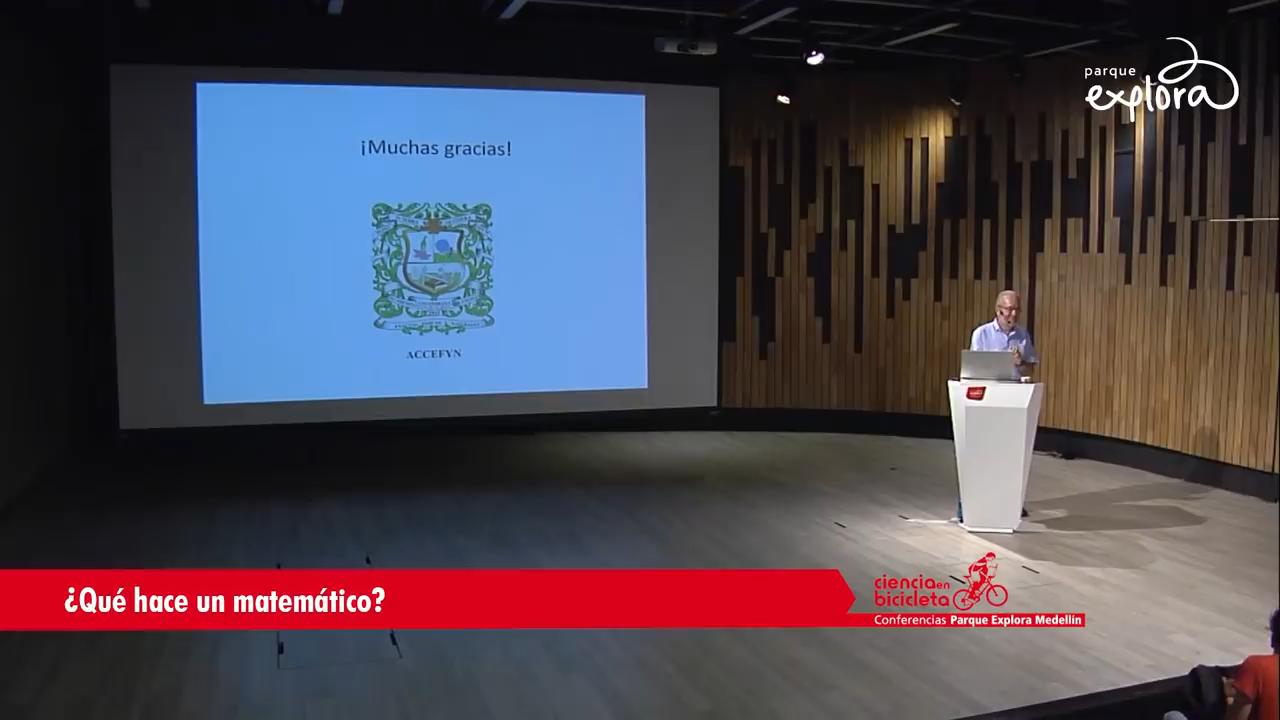 parque
explora
¡Muchas gracias!
ACCEFYN
¿Qué hace un matemático?
ciencia en
bicicleta
Conferencias Parque Explora Medellín